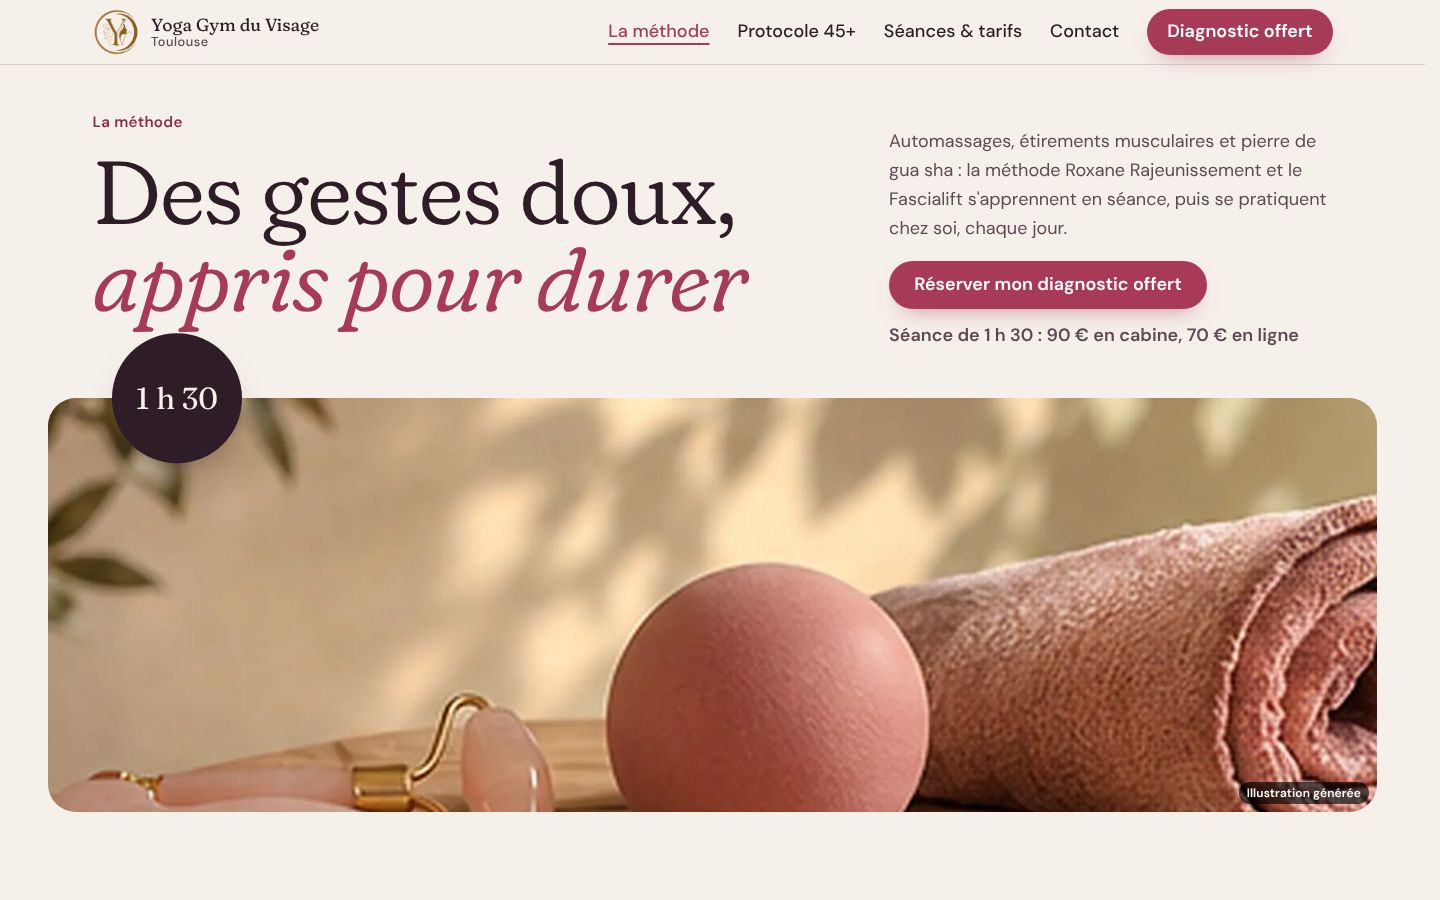 Yoga Gym du Visage
Toulouse
La méthode
Protocole 45+
Séances & tarifs
Contact
Diagnostic offert
La méthode
Des gestes doux,
appris pour durer
Automassages, étirements musculaires et pierre de
gua sha : la méthode Roxane Rajeunissement et le
Fascialift s'apprennent en séance, puis se pratiquent
chez soi, chaque jour.
Réserver mon diagnostic offert
Séance de 1 h 30 : 90 € en cabine, 70 € en ligne
1 h 30
Illustration générée